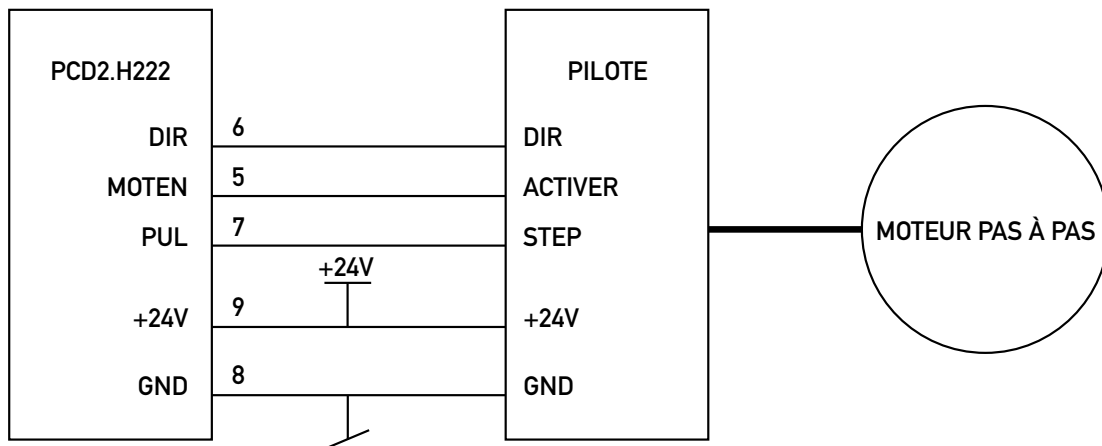 PCD2.H222
PILOTE
DIR 6 DIR
MOTEN 5 ACTIVER
PUL 7 STEP
MOTEUR PAS À PAS
+24V
+24V 9 +24V
GND 8 GND